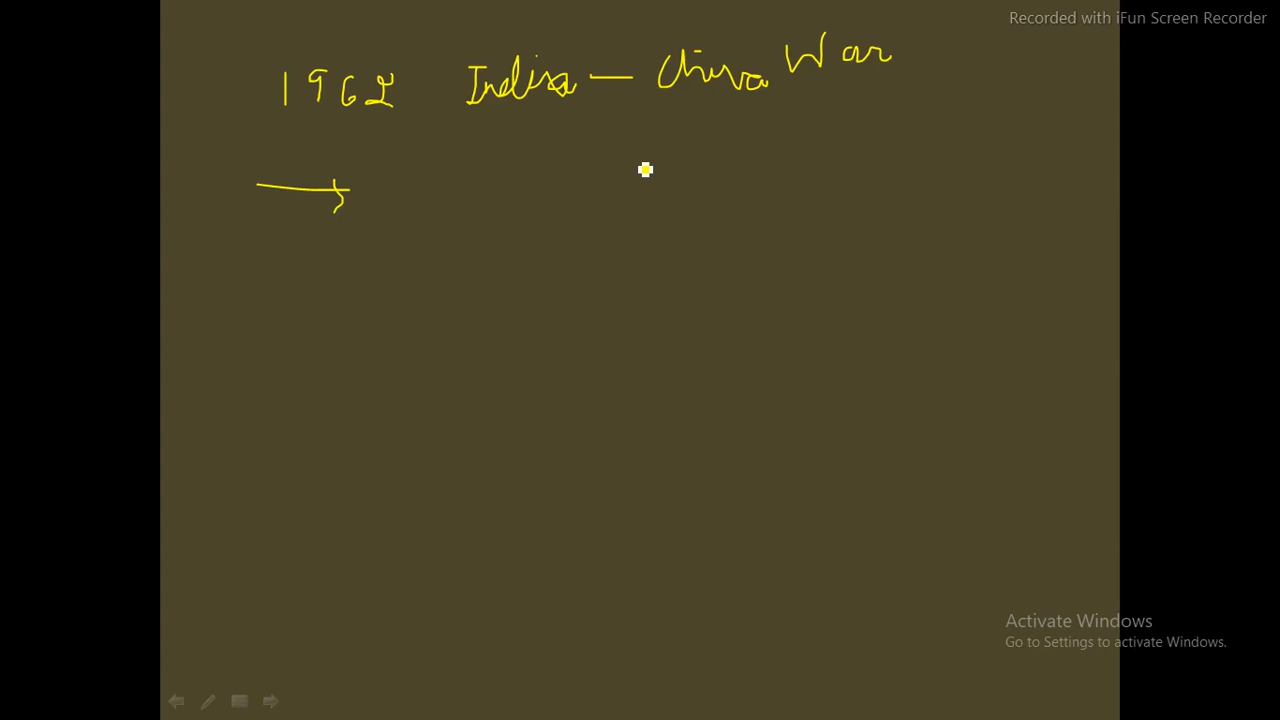 Recorded with iFun Screen Recorder
1962 India — China War
→
Activate Windows
Go to Settings to activate Windows.